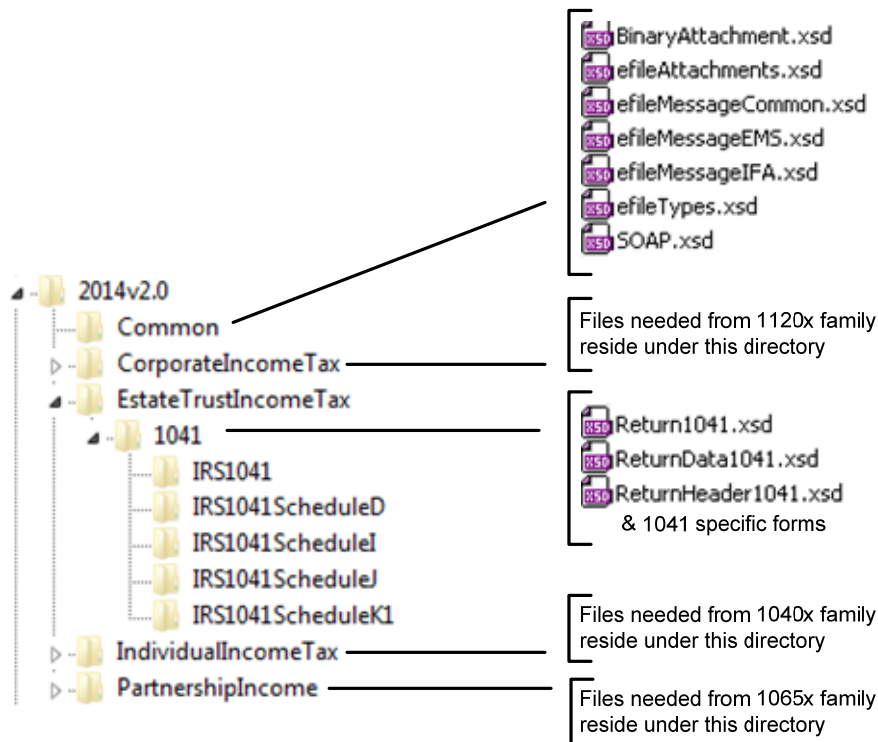 BinaryAttachment.xsd
efileAttachments.xsd
efileMessageCommon.xsd
efileMessageEMS.xsd
efileMessageIFA.xsd
efileTypes.xsd
SOAP.xsd
2014v2.0
Common
CorporateIncomeTax
Files needed from 1120x family
reside under this directory
EstateTrustIncomeTax
1041
Return1041.xsd
ReturnData1041.xsd
ReturnHeader1041.xsd
& 1041 specific forms
IRS1041
IRS1041ScheduleD
IRS1041ScheduleI
IRS1041ScheduleJ
IRS1041ScheduleK1
IndividualIncomeTax
Files needed from 1040x family
reside under this directory
PartnershipIncome
Files needed from 1065x family
reside under this directory